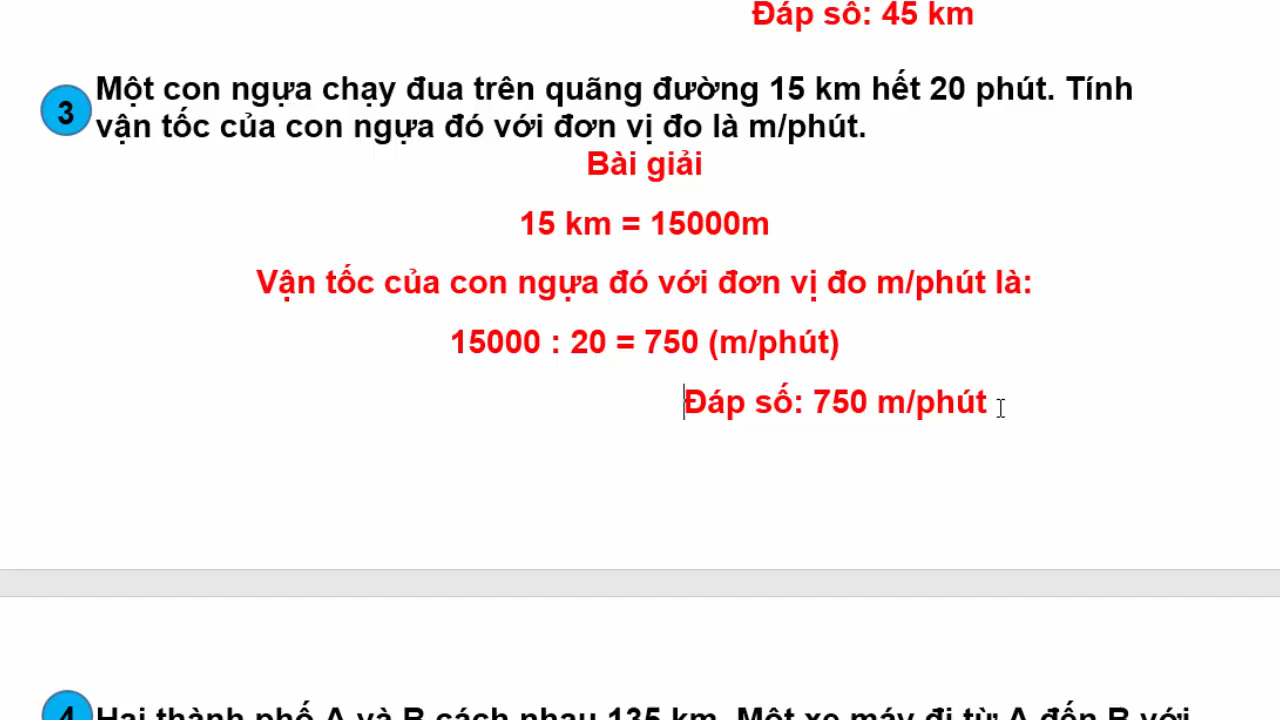 Đáp số: 45 km
3
Một con ngựa chạy đua trên quãng đường 15 km hết 20 phút. Tính
vận tốc của con ngựa đó với đơn vị đo là m/phút.
Bài giải
15 km = 15000m
Vận tốc của con ngựa đó với đơn vị đo m/phút là:
15000 : 20 = 750 (m/phút)
Đáp số: 750 m/phút
4 Hai thành phố A và B cách nhau 135 km. Một xe máy đi từ A đến B với